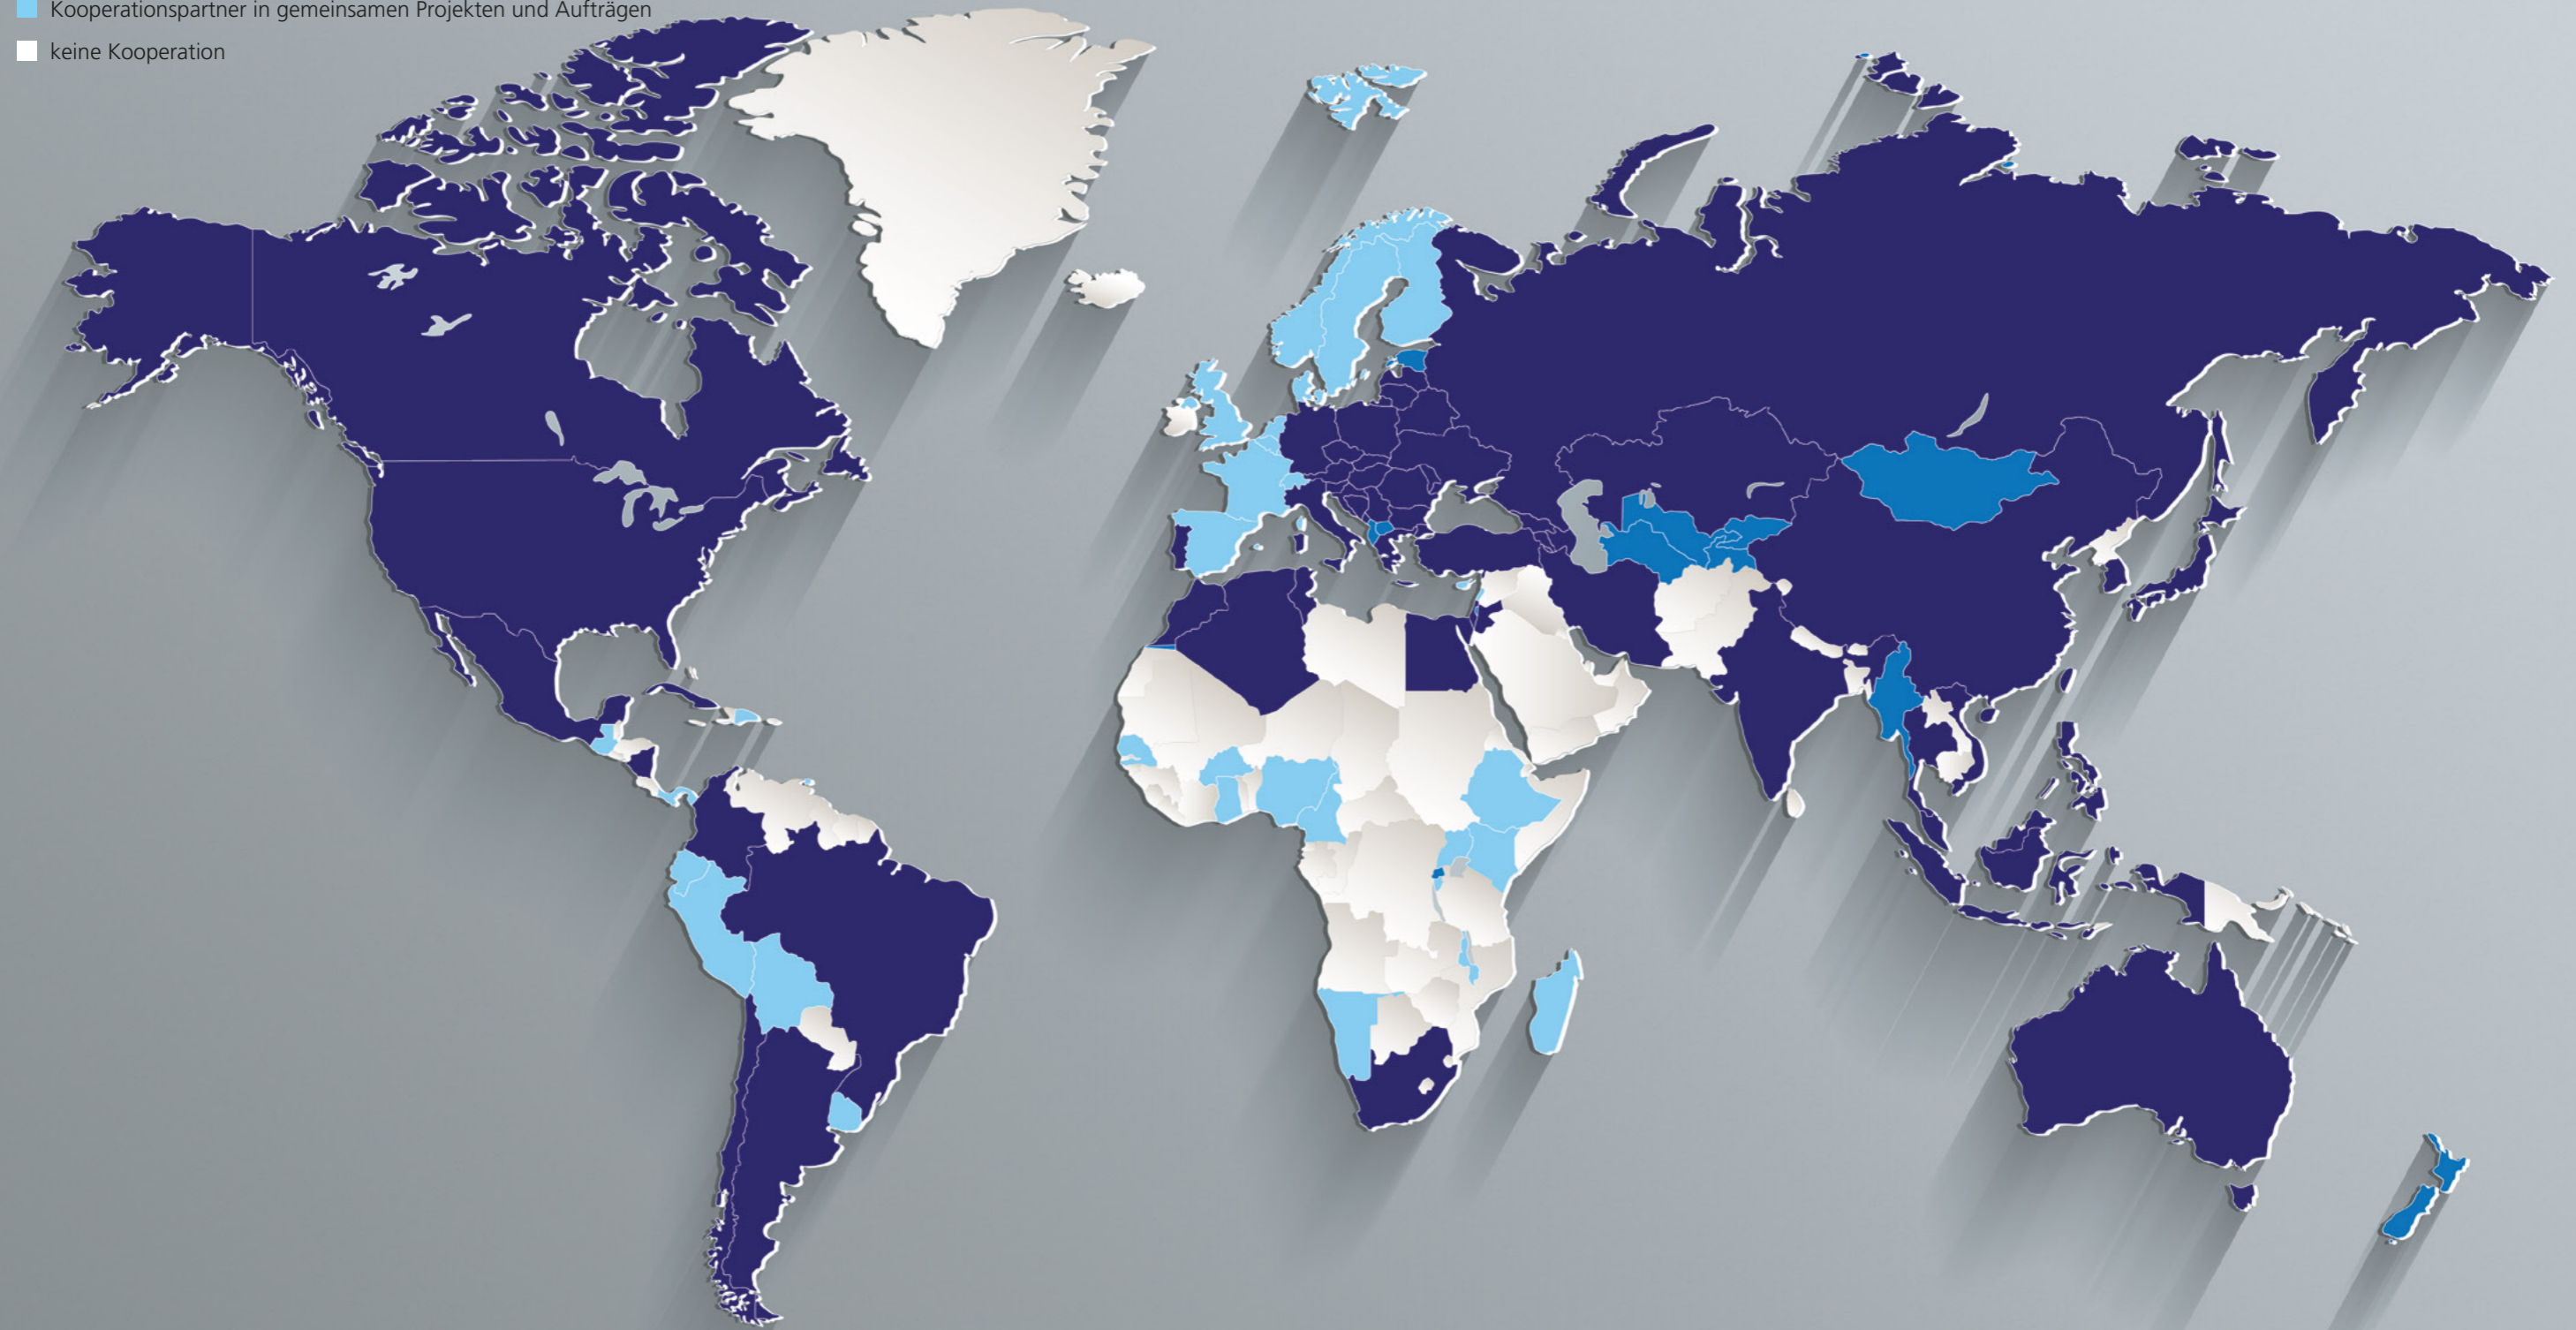 Kooperationspartner in gemeinsamen Projekten und Aufträgen
keine Kooperation